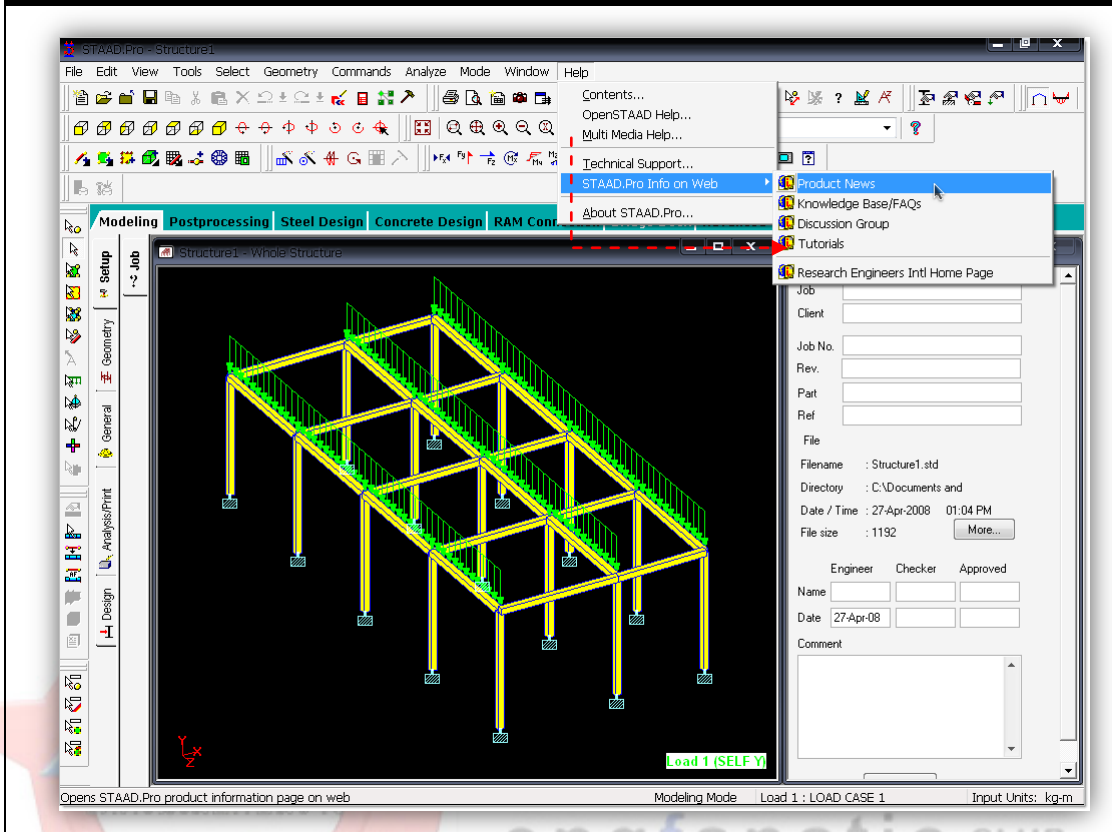 STAAD.Pro - Structure1
File Edit View Tools Select Geometry Commands Analyze Mode Window Help
Contents...
OpenSTAAD Help...
Multi Media Help...
Technical Support...
STAAD.Pro Info on Web
About STAAD.Pro...
Product News
Knowledge Base/FAQs
Discussion Group
Tutorials
Research Engineers Intl Home Page
Modeling Postprocessing Steel Design Concrete Design RAM
Setup
Geometry
General
Analysis/Print
Design
Job
Structure1 - Whole Structure
Job
Client
Job No.
Rev.
Part
Ref
File
Filename : Structure1.std
Directory : C:\Documents and
Date / Time : 27-Apr-2008 01:04 PM
File size : 1192 More...
Engineer Checker Approved
Name
Date 27-Apr-08
Comment
Y
X
Z
Load 1 (SELF Y)
Opens STAAD.Pro product information page on web Modeling Mode Load 1 : LOAD CASE 1 Input Units: kg-m